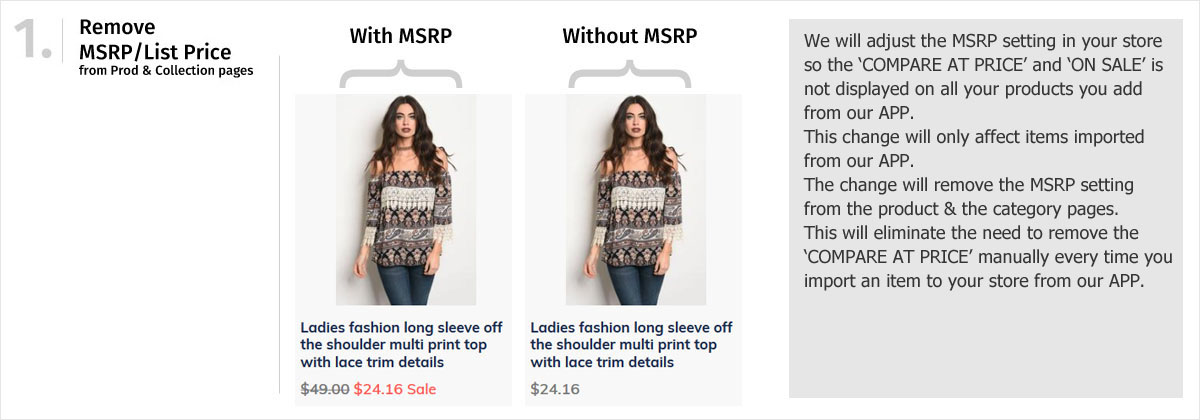 1.
Remove
MSRP/List Price
from Prod & Collection pages
With MSRP
Ladies fashion long sleeve off
the shoulder multi print top
with lace trim details
$49.00 $24.16 Sale
Without MSRP
Ladies fashion long sleeve off
the shoulder multi print top
with lace trim details
$24.16
We will adjust the MSRP setting in your store
so the ‘COMPARE AT PRICE’ and ‘ON SALE’ is
not displayed on all your products you add
from our APP.
This change will only affect items imported
from our APP.
The change will remove the MSRP setting
from the product & the category pages.
This will eliminate the need to remove the
‘COMPARE AT PRICE’ manually every time you
import an item to your store from our APP.